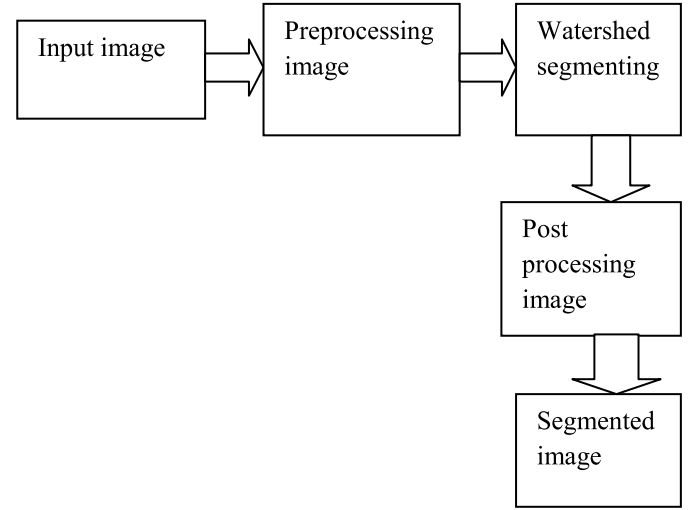 Input image
Preprocessing
image
Watershed
segmenting
Post
processing
image
Segmented
image